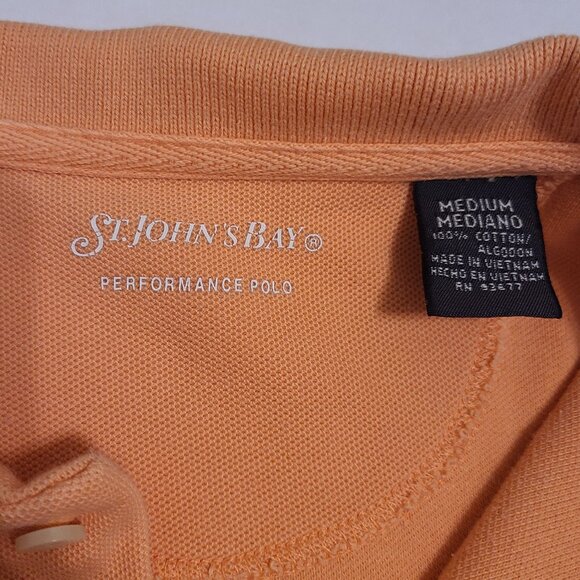 ST. JOHN'S BAY®
PERFORMANCE POLO
MEDIUM
MEDIANO
100% COTTON/
ALGODON
MADE IN VIETNAM
HECHO EN VIETNAM
RN 93677